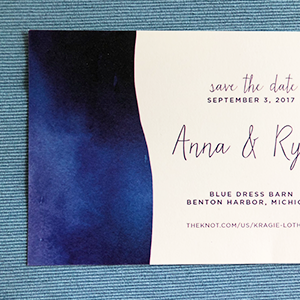 save the date
SEPTEMBER 3, 2017
Anna & Ry
BLUE DRESS BARN
BENTON HARBOR, MICHIG
THEKNOT.COM/US/KRAGIE-LOTH